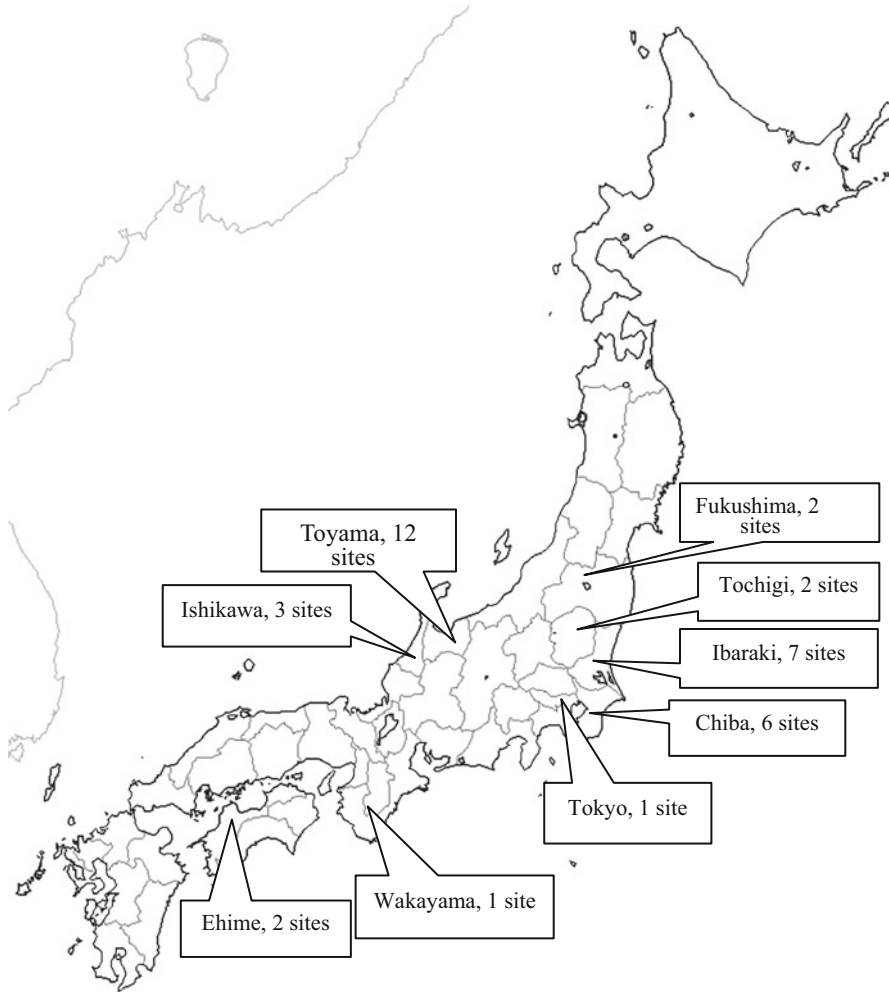 Fukushima, 2
sites
Toyama, 12
sites
Tochigi, 2 sites
Ishikawa, 3 sites
Ibaraki, 7 sites
Chiba, 6 sites
Tokyo, 1 site
Wakayama, 1 site
Ehime, 2 sites